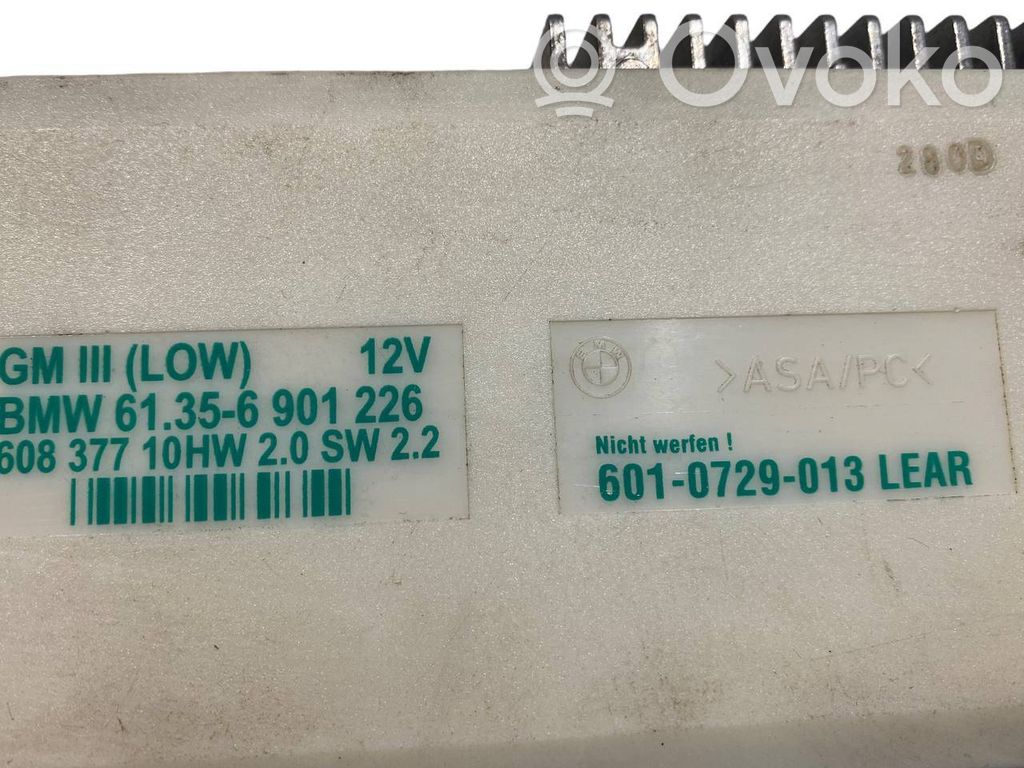 Ovoko
280D
GM III (LOW) 12V
BMW 61.35-6 901 226
608 377 10HW 2.0 SW 2.2
BMW
>ASA/PC<
Nicht werfen !
601-0729-013 LEAR